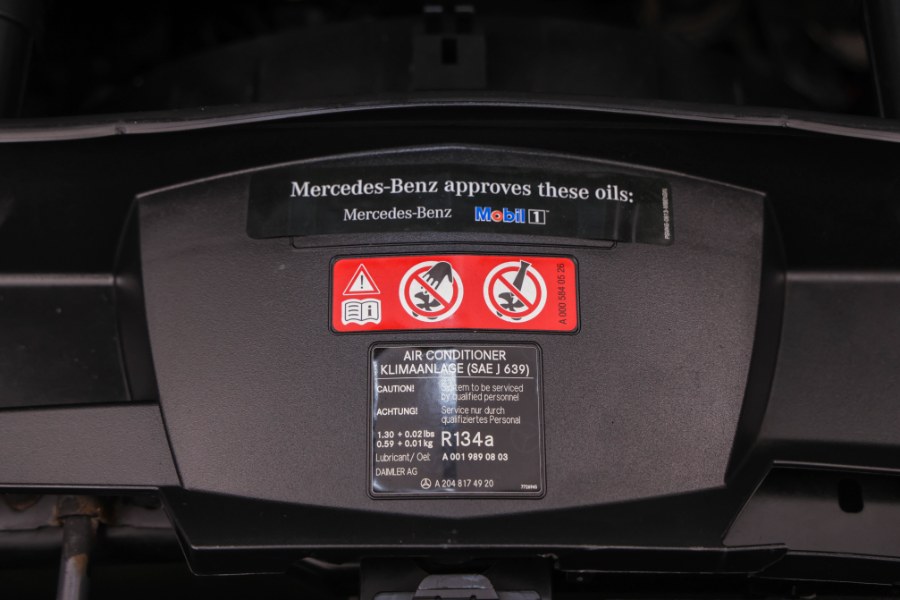 Mercedes-Benz approves these oils:
Mercedes-Benz Mobil 1™
A 000 584 05 26
AIR CONDITIONER
KLIMAANLAGE (SAE J 639)
CAUTION! System to be serviced
by qualified personnel
ACHTUNG! Service nur durch
qualifiziertes Personal
1.30 + 0.02 lbs
0.59 + 0.01 kg R134a
Lubricant/ Oel: A 001 989 08 03
DAIMLER AG
A 204 817 49 20